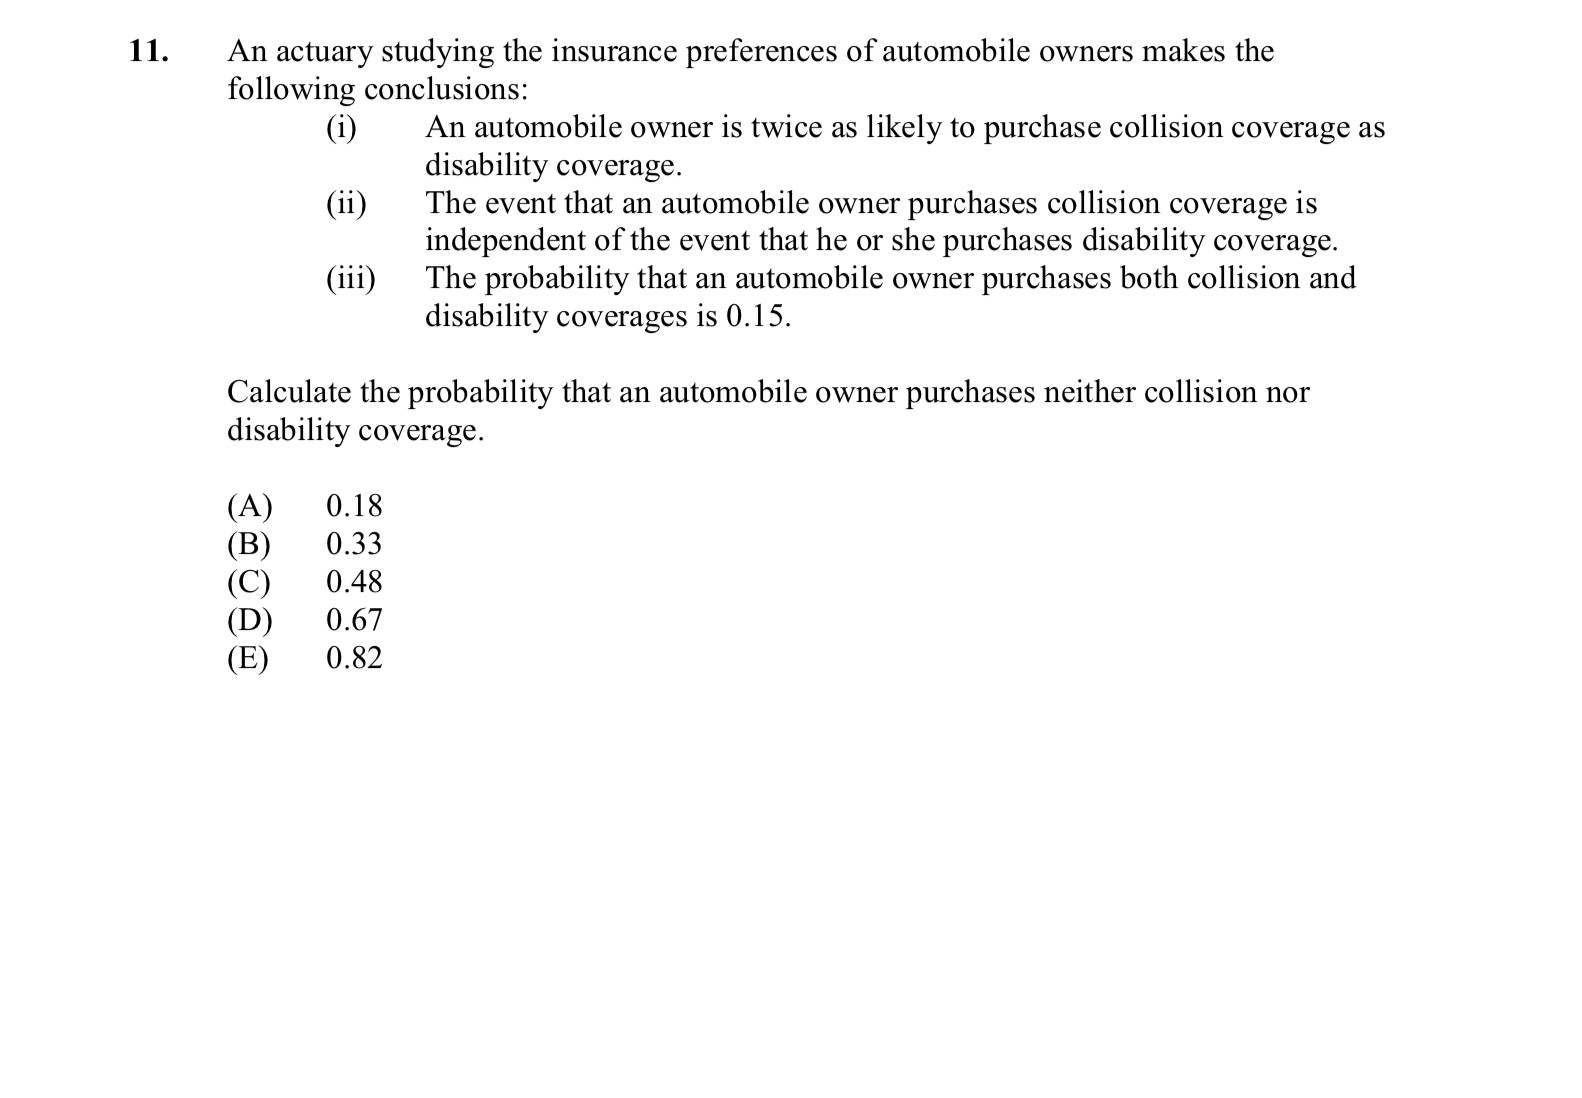 11. An actuary studying the insurance preferences of automobile owners makes the
following conclusions:
(i) An automobile owner is twice as likely to purchase collision coverage as
disability coverage.
(ii) The event that an automobile owner purchases collision coverage is
independent of the event that he or she purchases disability coverage.
(iii) The probability that an automobile owner purchases both collision and
disability coverages is 0.15.
Calculate the probability that an automobile owner purchases neither collision nor
disability coverage.
(A) 0.18
(B) 0.33
(C) 0.48
(D) 0.67
(E) 0.82